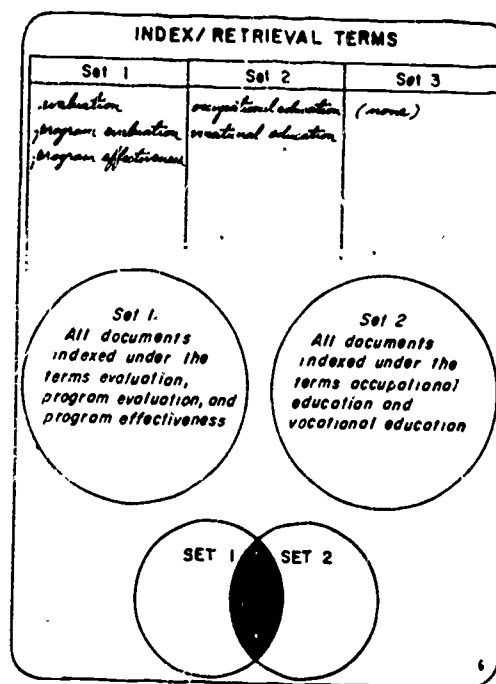 INDEX/RETRIEVAL TERMS
Set 1 Set 2 Set 3
evaluation occupational education (none)
program evaluation vocational education
program effectiveness
Set 1.
All documents
indexed under the
terms evaluation,
program evaluation, and
program effectiveness
Set 2
All documents
indexed under the
terms occupational
education and
vocational education
SET 1 SET 2
6